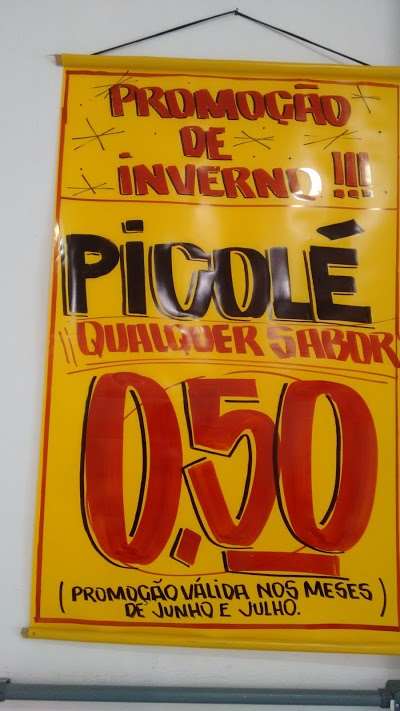 PROMOÇÃO
DE
INVERNO!!!
PICOLÉ
QUALQUER SABOR
0,50
(PROMOÇÃO VÁLIDA NOS MESES
DE JUNHO E JULHO.)